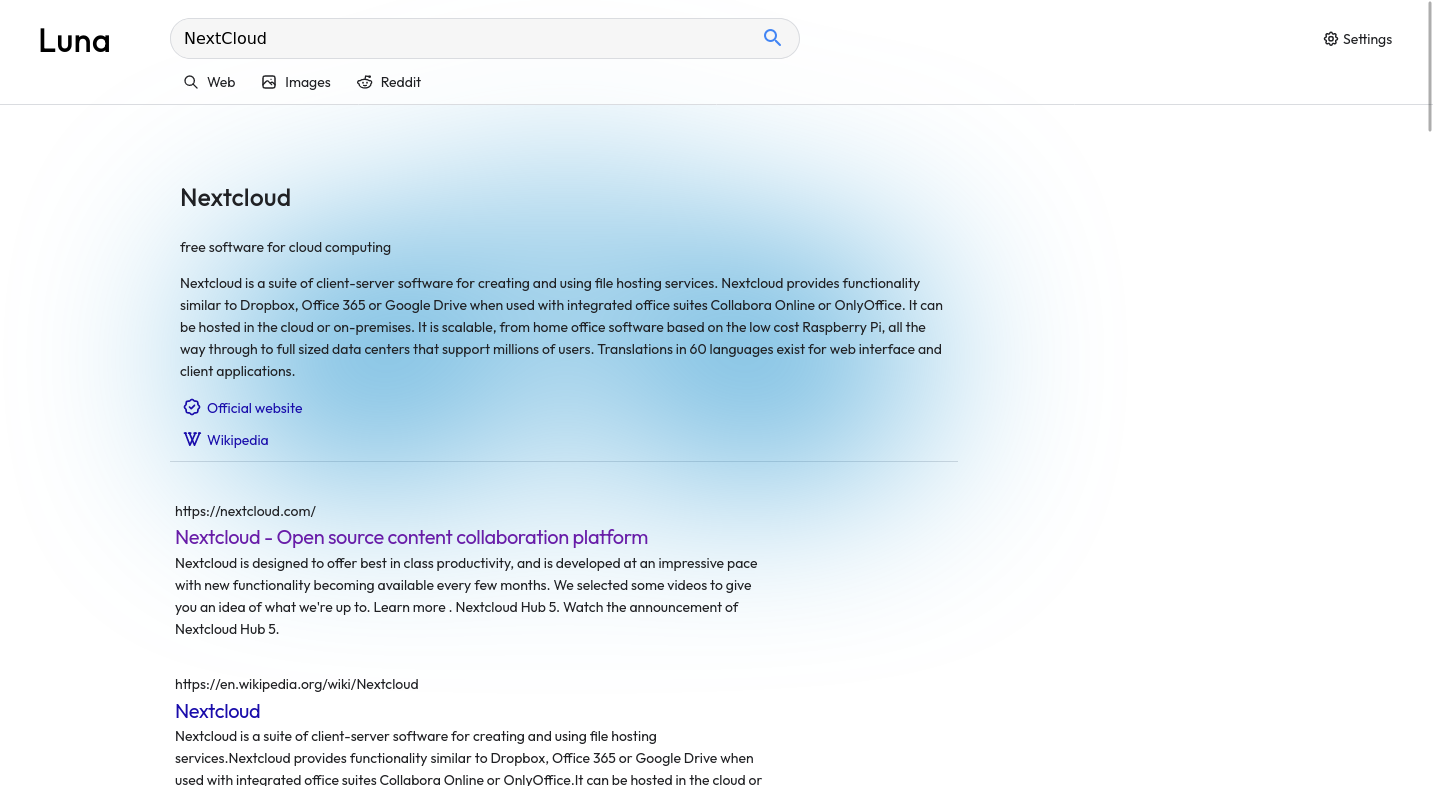 Luna
NextCloud
Settings
Web
Images
Reddit
Nextcloud
free software for cloud computing
Nextcloud is a suite of client-server software for creating and using file hosting services. Nextcloud provides functionality
similar to Dropbox, Office 365 or Google Drive when used with integrated office suites Collabora Online or OnlyOffice. It can
be hosted in the cloud or on-premises. It is scalable, from home office software based on the low cost Raspberry Pi, all the
way through to full sized data centers that support millions of users. Translations in 60 languages exist for web interface and
client applications.
Official website
Wikipedia
https://nextcloud.com/
Nextcloud - Open source content collaboration platform
Nextcloud is designed to offer best in class productivity, and is developed at an impressive pace
with new functionality becoming available every few months. We selected some videos to give
you an idea of what we're up to. Learn more . Nextcloud Hub 5. Watch the announcement of
Nextcloud Hub 5.
https://en.wikipedia.org/wiki/Nextcloud
Nextcloud
Nextcloud is a suite of client-server software for creating and using file hosting
services.Nextcloud provides functionality similar to Dropbox, Office 365 or Google Drive when
used with integrated office suites Collabora Online or OnlyOffice.It can be hosted in the cloud or